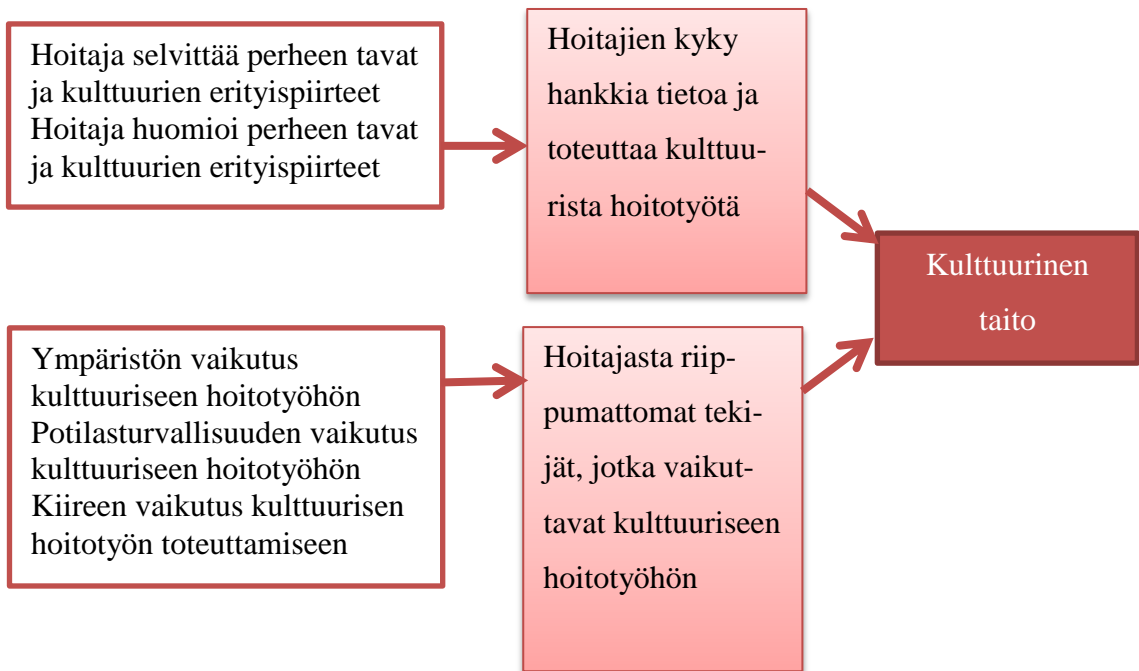 Hoitaja selvittää perheen tavat
ja kulttuurien erityispiirteet
Hoitaja huomioi perheen tavat
ja kulttuurien erityispiirteet
Hoitajien kyky
hankkia tietoa ja
toteuttaa kulttuu-
rista hoitotyötä
Kulttuurinen
taito
Ympäristön vaikutus
kulttuuriseen hoitotyöhön
Potilasturvallisuuden vaikutus
kulttuuriseen hoitotyöhön
Kiireen vaikutus kulttuurisen
hoitotyön toteuttamiseen
Hoitajasta riip-
pumattomat teki-
jät, jotka vaikut-
tavat kulttuuriseen
hoitotyöhön